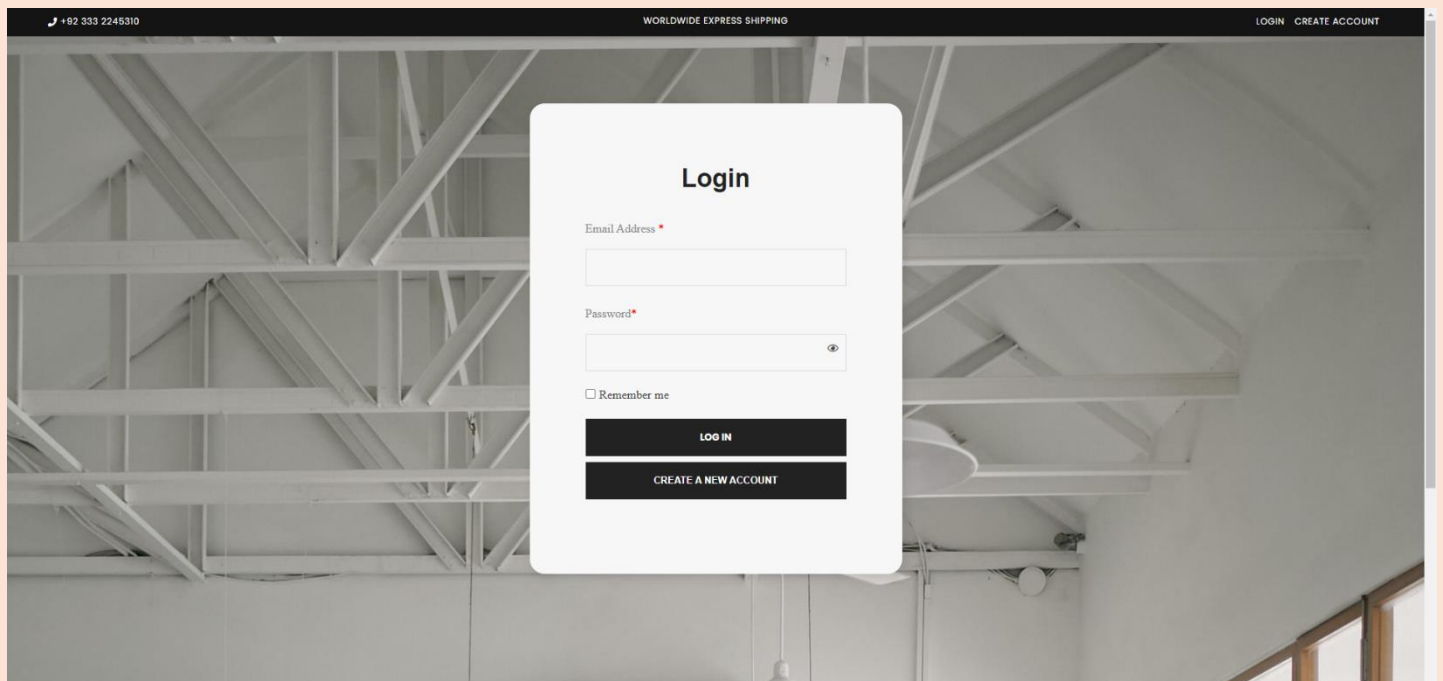 +92 333 2245310
WORLDWIDE EXPRESS SHIPPING
LOGIN CREATE ACCOUNT
Login
Email Address *
Password*
Remember me
LOG IN
CREATE A NEW ACCOUNT